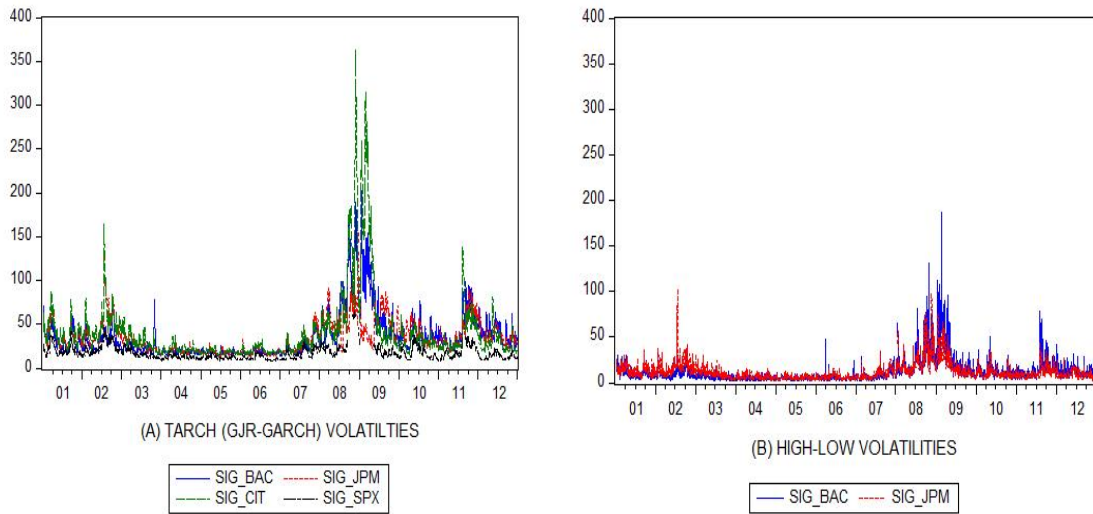 400
350
300
250
200
150
100
50
0
01 02 03 04 05 06 07 08 09 10 11 12
(A) TARCH (GJR-GARCH) VOLATILTIES
SIG_BAC SIG_JPM
SIG_CIT SIG_SPX
400
350
300
250
200
150
100
50
0
01 02 03 04 05 06 07 08 09 10 11 12
(B) HIGH-LOW VOLATILITIES
SIG_BAC SIG_JPM